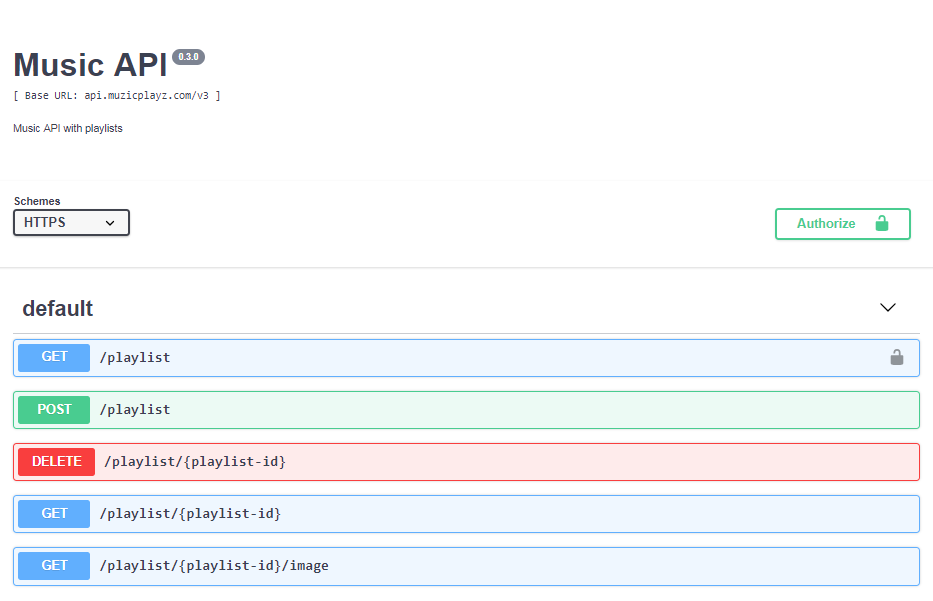 Music API 0.3.0
[ Base URL: api.muzicplayz.com/v3 ]
Music API with playlists
Schemes
HTTPS
Authorize
default
GET /playlist
POST /playlist
DELETE /playlist/{playlist-id}
GET /playlist/{playlist-id}
GET /playlist/{playlist-id}/image